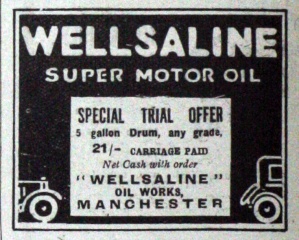 WELLSALINE
SUPER MOTOR OIL
SPECIAL TRIAL OFFER
5 gallon Drum, any grade,
21/- CARRIAGE PAID
Net Cash with order
"WELLSALINE"
OIL WORKS,
MANCHESTER